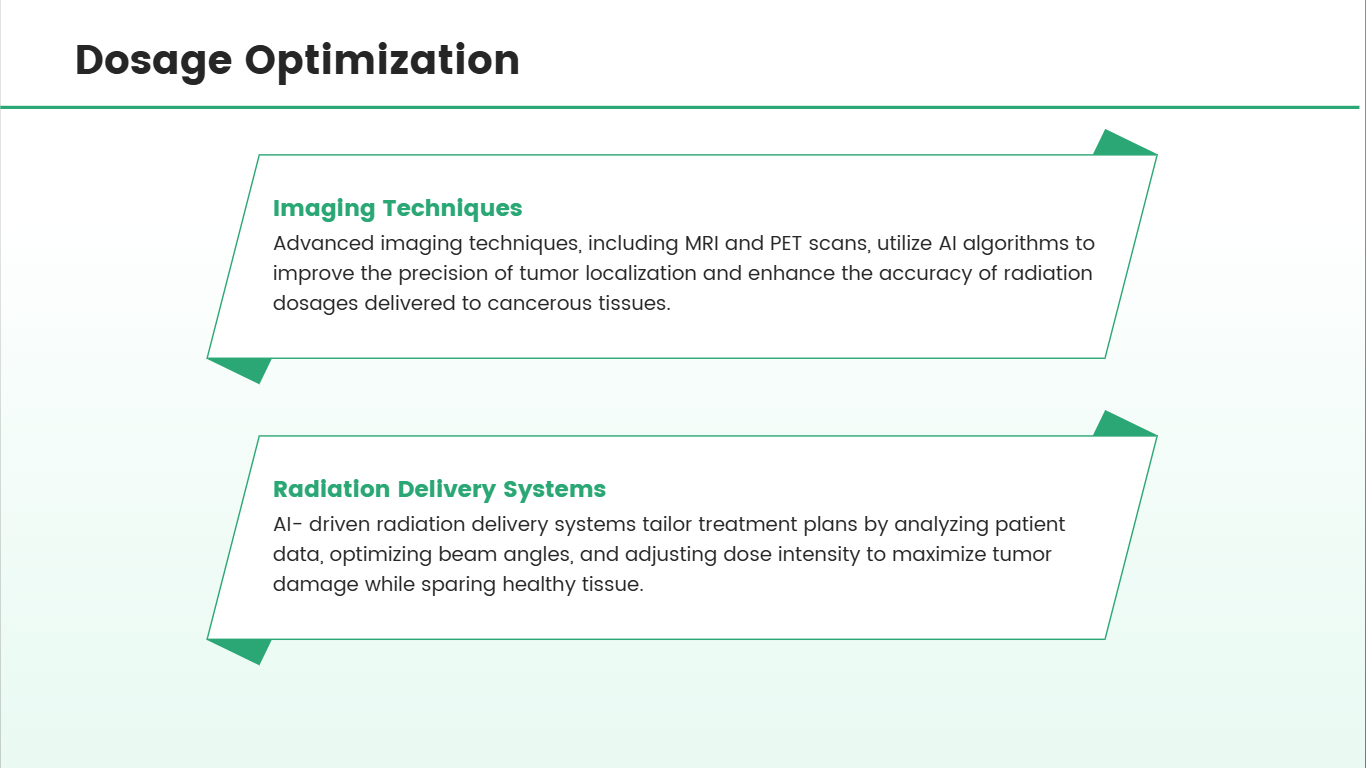 Dosage Optimization
Imaging Techniques
Advanced imaging techniques, including MRI and PET scans, utilize AI algorithms to
improve the precision of tumor localization and enhance the accuracy of radiation
dosages delivered to cancerous tissues.
Radiation Delivery Systems
AI- driven radiation delivery systems tailor treatment plans by analyzing patient
data, optimizing beam angles, and adjusting dose intensity to maximize tumor
damage while sparing healthy tissue.